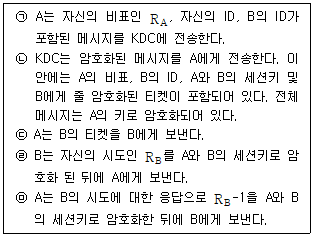 ㉠ A는 자신의 비표인 RA, 자신의 ID, B의 ID가
포함된 메시지를 KDC에 전송한다.
㉡ KDC는 암호화된 메시지를 A에게 전송한다. 이
안에는 A의 비표, B의 ID, A와 B의 세션키 및
B에게 줄 암호화된 티켓이 포함되어 있다. 전체
메시지는 A의 키로 암호화되어 있다.
㉢ A는 B의 티켓을 B에게 보낸다.
㉣ B는 자신의 시도인 RB를 A와 B의 세션키로 암
호화 된 뒤에 A에게 보낸다.
㉤ A는 B의 시도에 대한 응답으로 RB-1을 A와 B
의 세션키로 암호화한 뒤에 B에게 보낸다.